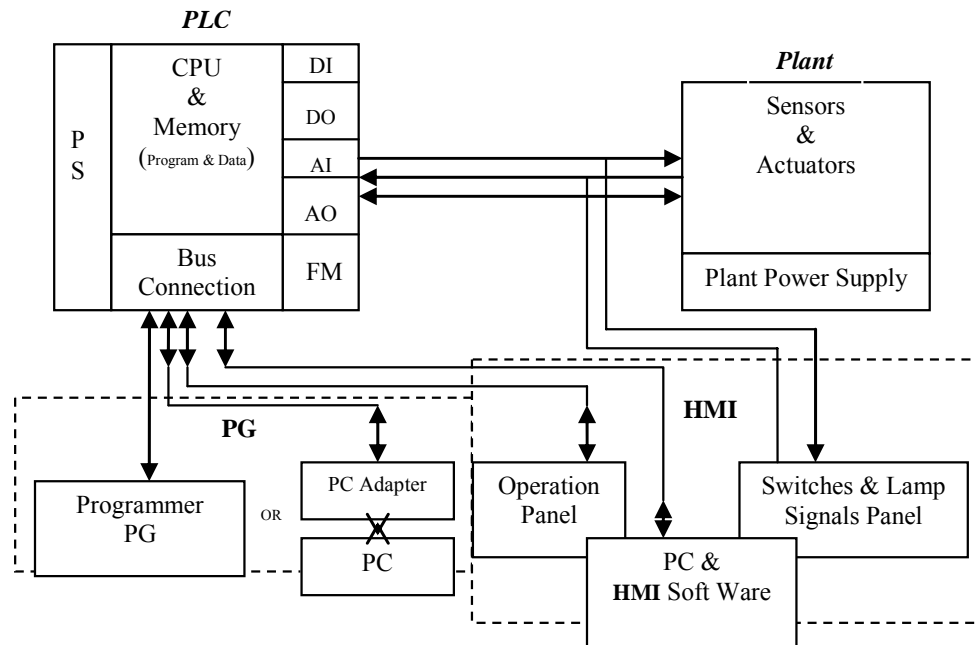 PLC
P
S
CPU
&
Memory
(Program & Data)
DI
DO
AI
AO
Bus
Connection
FM
Plant
Sensors
&
Actuators
Plant Power Supply
PG
Programmer
PG
OR
PC Adapter
PC
HMI
Operation
Panel
Switches & Lamp
Signals Panel
PC &
HMI Soft Ware